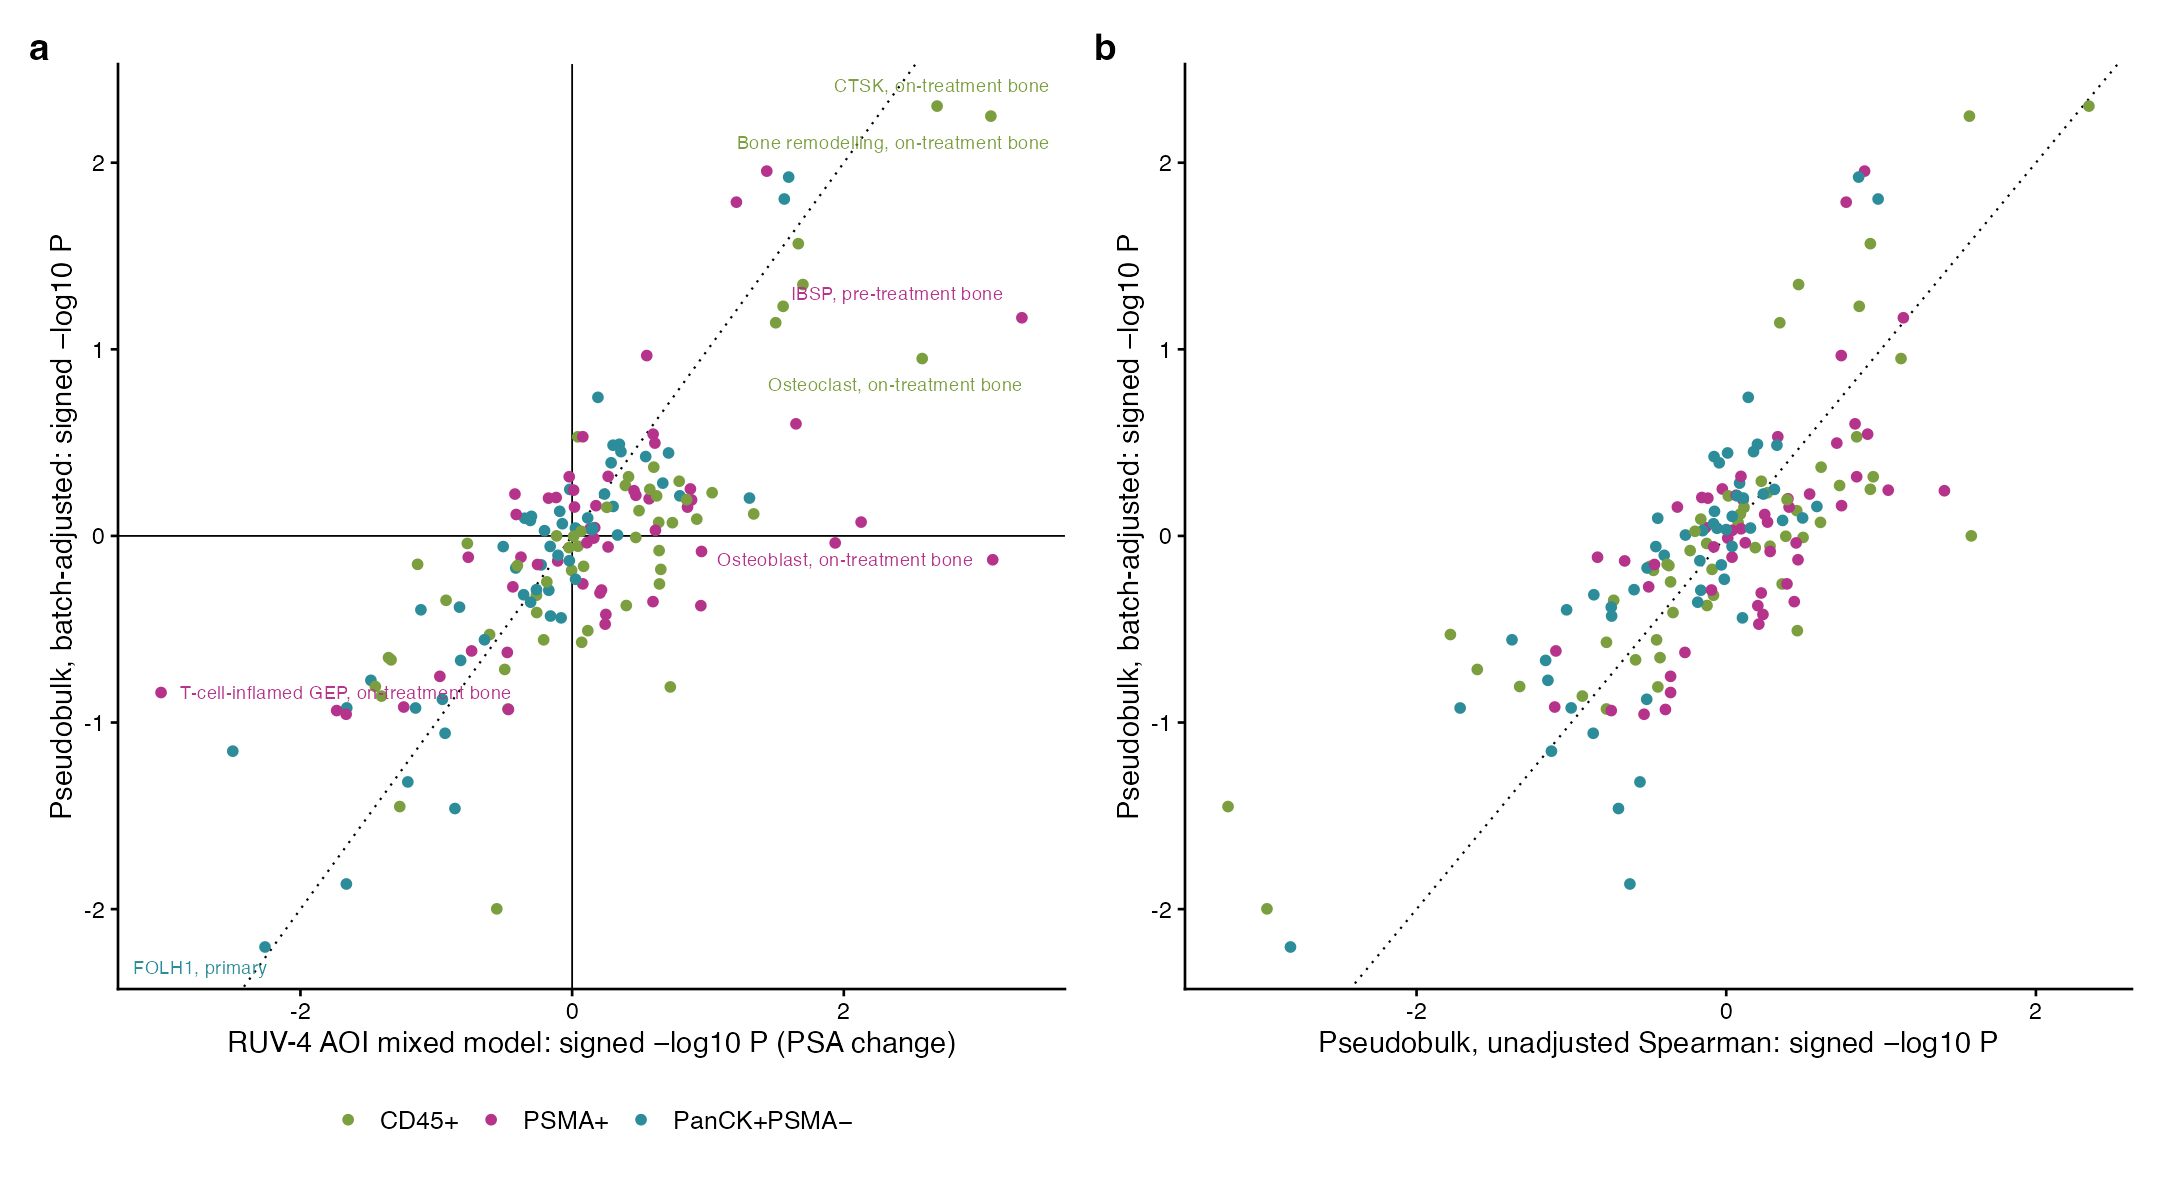 a
b
CTSK, on-treatment bone
Bone remodelling, on-treatment bone
IBSP, pre-treatment bone
Osteoclast, on-treatment bone
Osteoblast, on-treatment bone
T-cell-inflamed GEP, on-treatment bone
FOLH1, primary
Pseudobulk, batch-adjusted: signed −log10 P
2
1
0
-1
-2
-2
0
2
RUV-4 AOI mixed model: signed −log10 P (PSA change)
Pseudobulk, batch-adjusted: signed −log10 P
2
1
0
-1
-2
-2
0
2
Pseudobulk, unadjusted Spearman: signed −log10 P
CD45+
PSMA+
PanCK+PSMA−